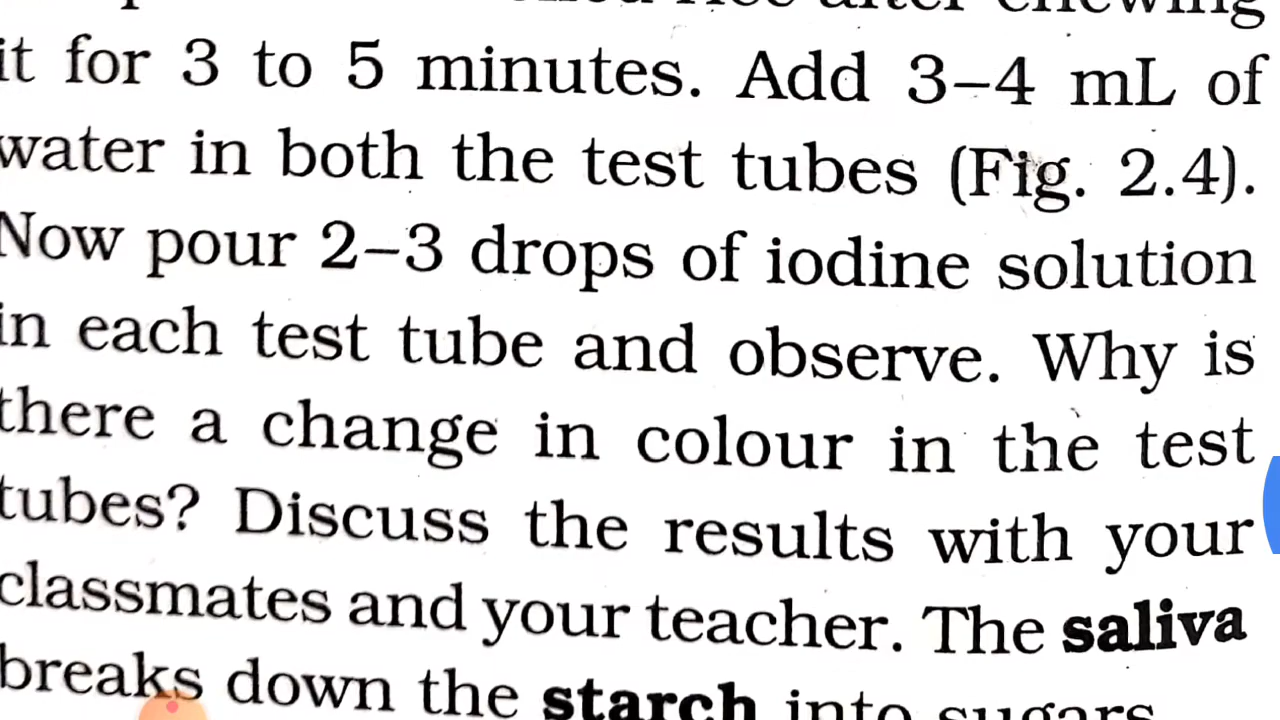 rice after chewing
it for 3 to 5 minutes. Add 3–4 mL of
water in both the test tubes (Fig. 2.4).
Now pour 2–3 drops of iodine solution
in each test tube and observe. Why is
there a change in colour in the test
tubes? Discuss the results with your
classmates and your teacher. The saliva
breaks down the starch into sugars.